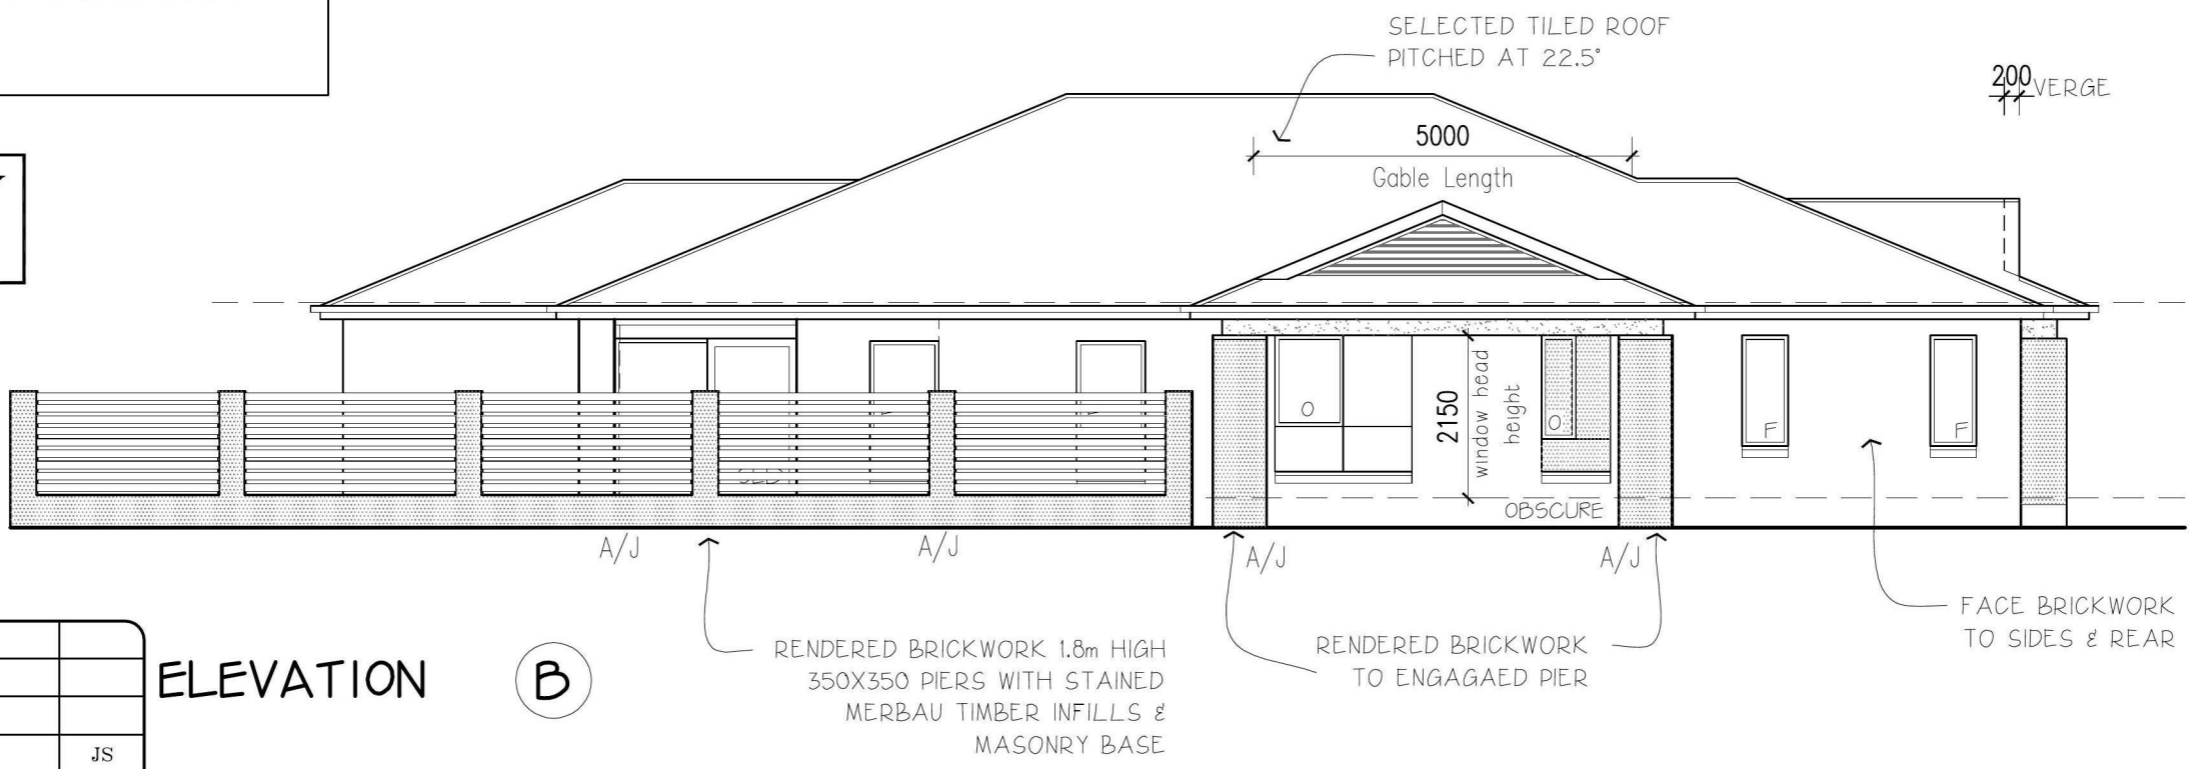 SELECTED TILED ROOF
PITCHED AT 22.5°
200 VERGE
5000
Gable Length
2150
window head
height
O
O
F
F
OBSCURE
A/J
A/J
A/J
A/J
RENDERED BRICKWORK 1.8m HIGH
350X350 PIERS WITH STAINED
MERBAU TIMBER INFILLS &
MASONRY BASE
RENDERED BRICKWORK
TO ENGAGAED PIER
FACE BRICKWORK
TO SIDES & REAR
ELEVATION B
JS